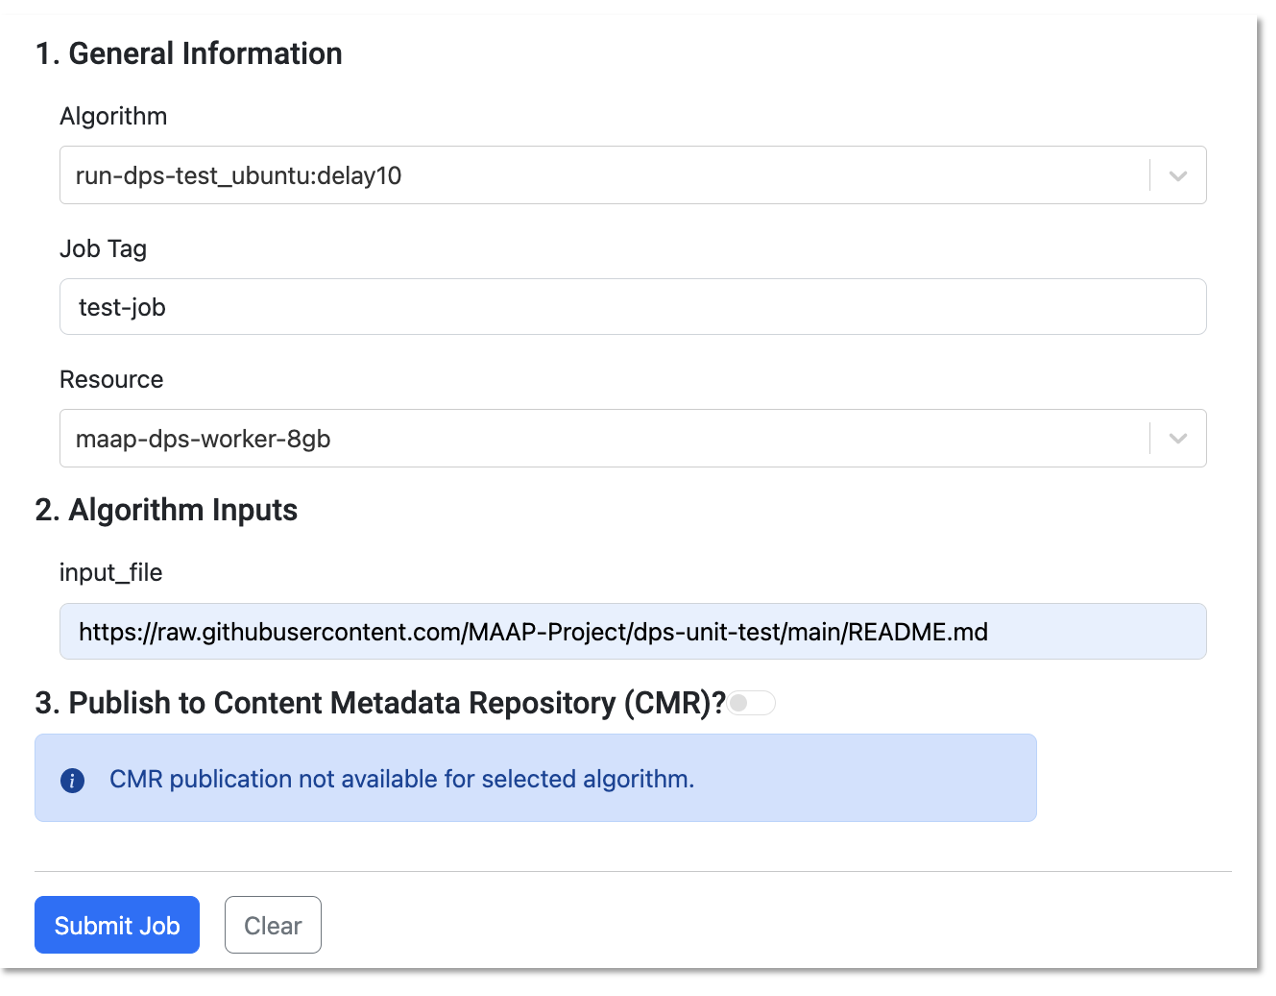 1. General Information
Algorithm
run-dps-test_ubuntu:delay10
Job Tag
test-job
Resource
maap-dps-worker-8gb
2. Algorithm Inputs
input_file
https://raw.githubusercontent.com/MAAP-Project/dps-unit-test/main/README.md
3. Publish to Content Metadata Repository (CMR)?
CMR publication not available for selected algorithm.
Submit Job Clear